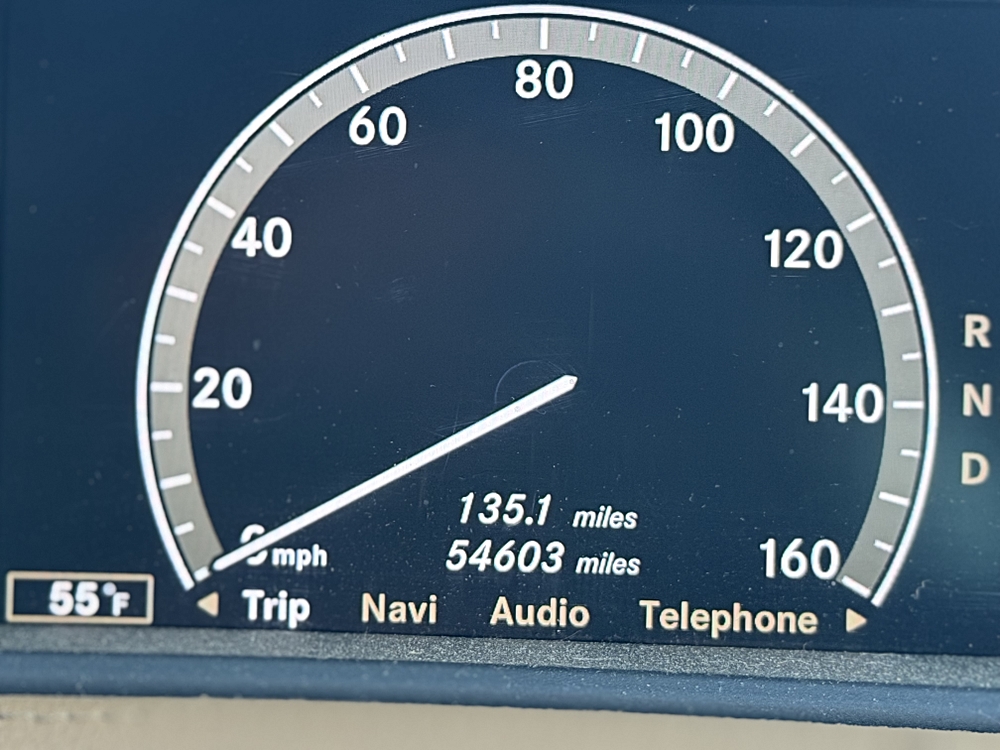 80
60
100
40
120
R
20
140
N
D
135.1 miles
0 mph
54603 miles
160
55°F
Trip Navi Audio Telephone